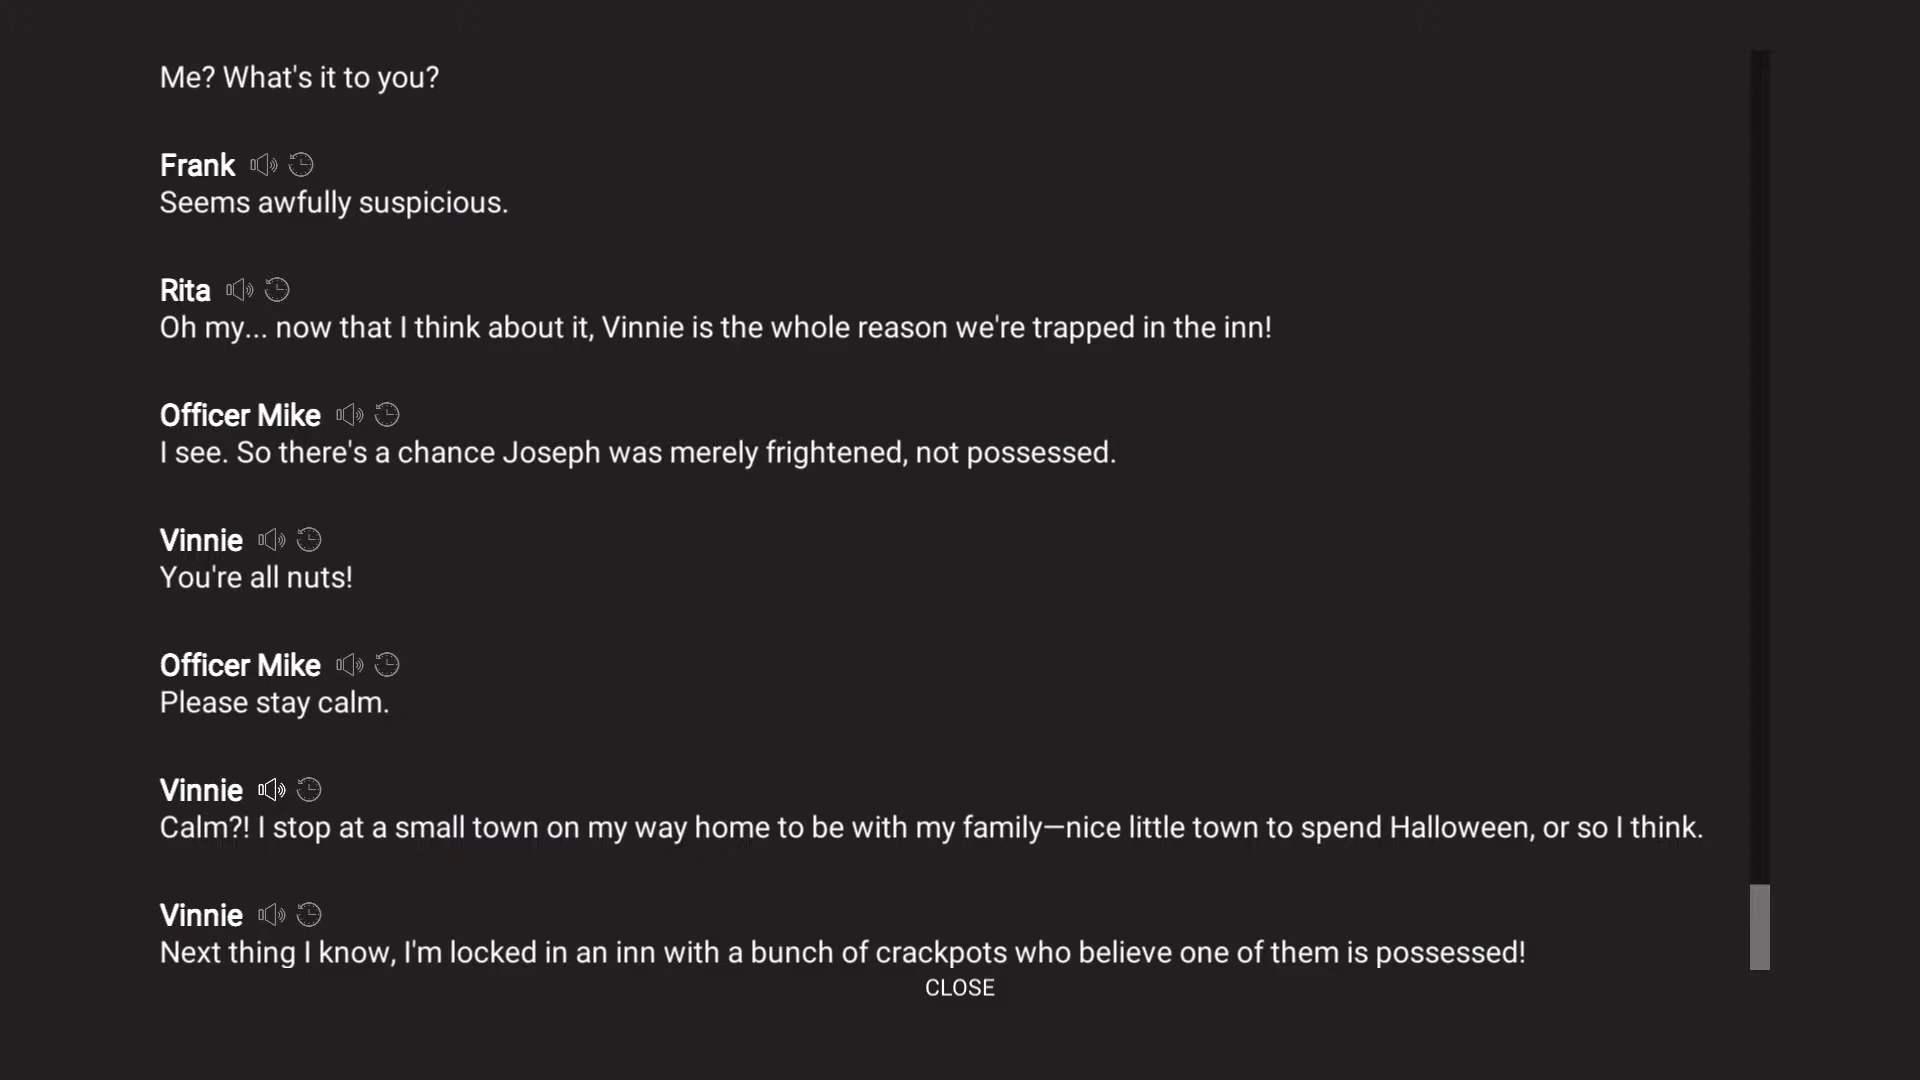 Me? What's it to you?
Frank
Seems awfully suspicious.
Rita
Oh my... now that I think about it, Vinnie is the whole reason we're trapped in the inn!
Officer Mike
I see. So there's a chance Joseph was merely frightened, not possessed.
Vinnie
You're all nuts!
Officer Mike
Please stay calm.
Vinnie
Calm?! I stop at a small town on my way home to be with my family—nice little town to spend Halloween, or so I think.
Vinnie
Next thing I know, I'm locked in an inn with a bunch of crackpots who believe one of them is possessed!
CLOSE